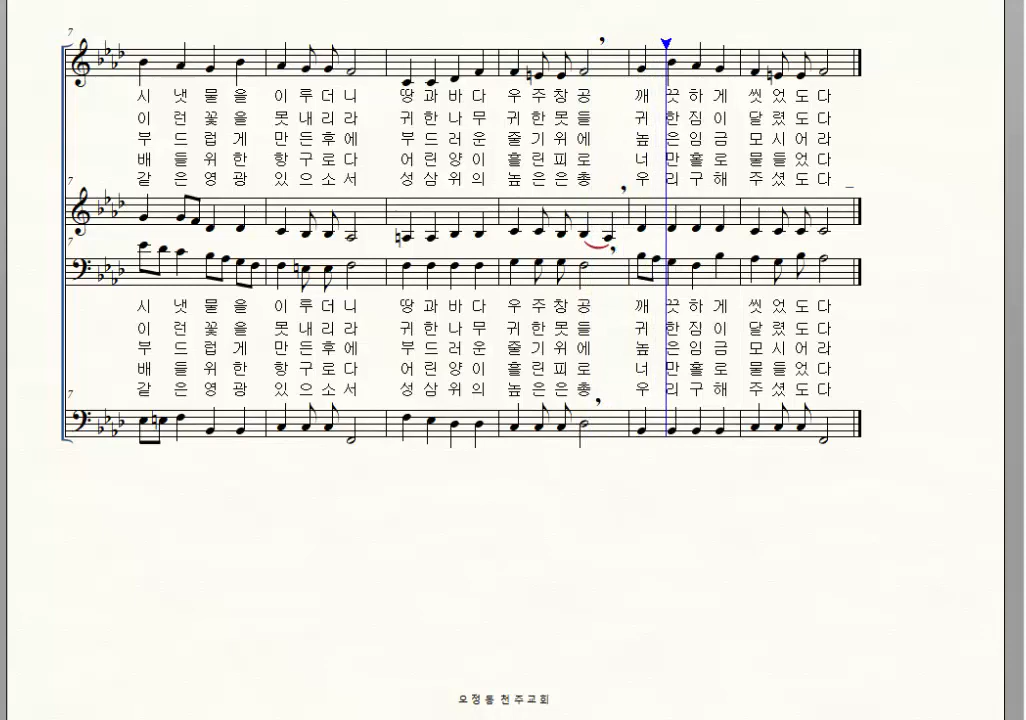 7
시 냇 물 을 이 루 더 니 땅 과 바 다 우 주 창 공 깨 끗 하 게 씻 었 도 다
이 런 꽃 을 못 내 리 라 귀 한 나 무 귀 한 못 들 귀 한 짐 이 달 렸 도 다
부 드 럽 게 만 든 후 에 부 드 러 운 줄 기 위 에 높 은 임 금 모 시 어 라
배 들 위 한 항 구 로 다 어 린 양 이 흘 린 피 로 너 만 홀 로 물 들 었 다
같 은 영 광 있 으 소 서 성 삼 위 의 높 은 은 총 우 리 구 해 주 셨 도 다 _
7
7
시 냇 물 을 이 루 더 니 땅 과 바 다 우 주 창 공 깨 끗 하 게 씻 었 도 다
이 런 꽃 을 못 내 리 라 귀 한 나 무 귀 한 못 들 귀 한 짐 이 달 렸 도 다
부 드 럽 게 만 든 후 에 부 드 러 운 줄 기 위 에 높 은 임 금 모 시 어 라
배 들 위 한 항 구 로 다 어 린 양 이 흘 린 피 로 너 만 홀 로 물 들 었 다
같 은 영 광 있 으 소 서 성 삼 위 의 높 은 은 총 우 리 구 해 주 셨 도 다
7
천 주 교 회